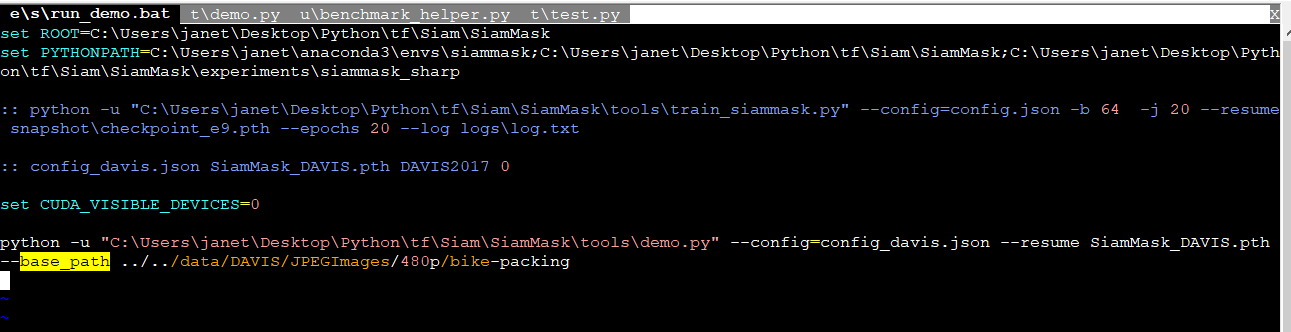 e\s\run_demo.bat t\demo.py u\benchmark_helper.py t\test.py X
set ROOT=C:\Users\janet\Desktop\Python\tf\Siam\SiamMask
set PYTHONPATH=C:\Users\janet\anaconda3\envs\siammask;C:\Users\janet\Desktop\Python\tf\Siam\SiamMask;C:\Users\janet\Desktop\Pyth
on\tf\Siam\SiamMask\experiments\siammask_sharp
:: python -u "C:\Users\janet\Desktop\Python\tf\Siam\SiamMask\tools\train_siammask.py" --config=config.json -b 64  -j 20 --resume
 snapshot\checkpoint_e9.pth --epochs 20 --log logs\log.txt
:: config_davis.json SiamMask_DAVIS.pth DAVIS2017 0
set CUDA_VISIBLE_DEVICES=0
python -u "C:\Users\janet\Desktop\Python\tf\Siam\SiamMask\tools\demo.py" --config=config_davis.json --resume SiamMask_DAVIS.pth
--base_path ../../data/DAVIS/JPEGImages/480p/bike-packing
~
~